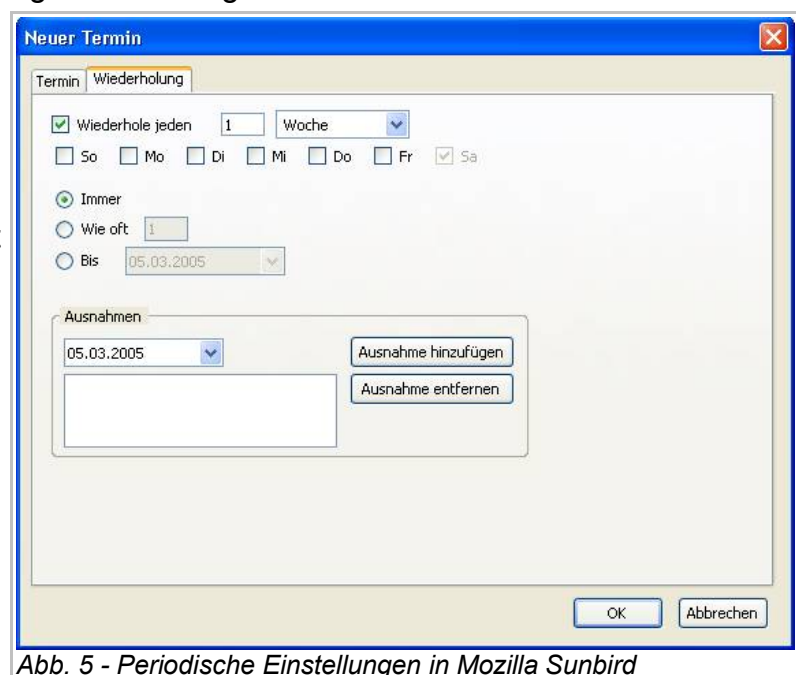 Neuer Termin
Termin Wiederholung
Wiederhole jeden 1 Woche
So Mo Di Mi Do Fr Sa
Immer
Wie oft 1
Bis 05.03.2005
Ausnahmen
05.03.2005 Ausnahme hinzufügen
Ausnahme entfernen
OK Abbrechen
Abb. 5 - Periodische Einstellungen in Mozilla Sunbird